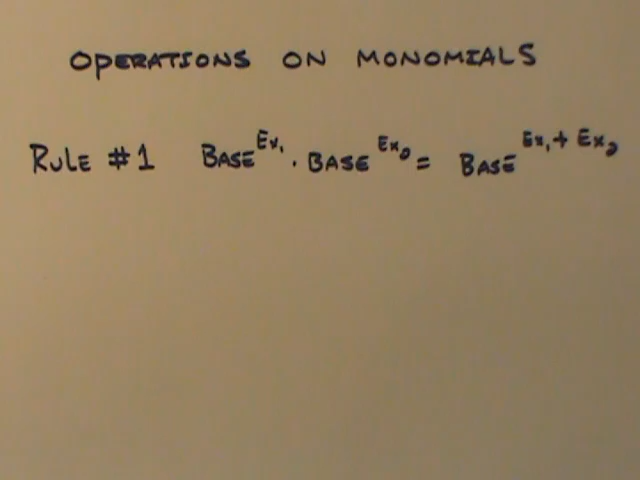 OPERATIONS ON MONOMIALS
RULE #1 BASE^Ex₁ · BASE^Ex₂ = BASE^Ex₁ + Ex₂